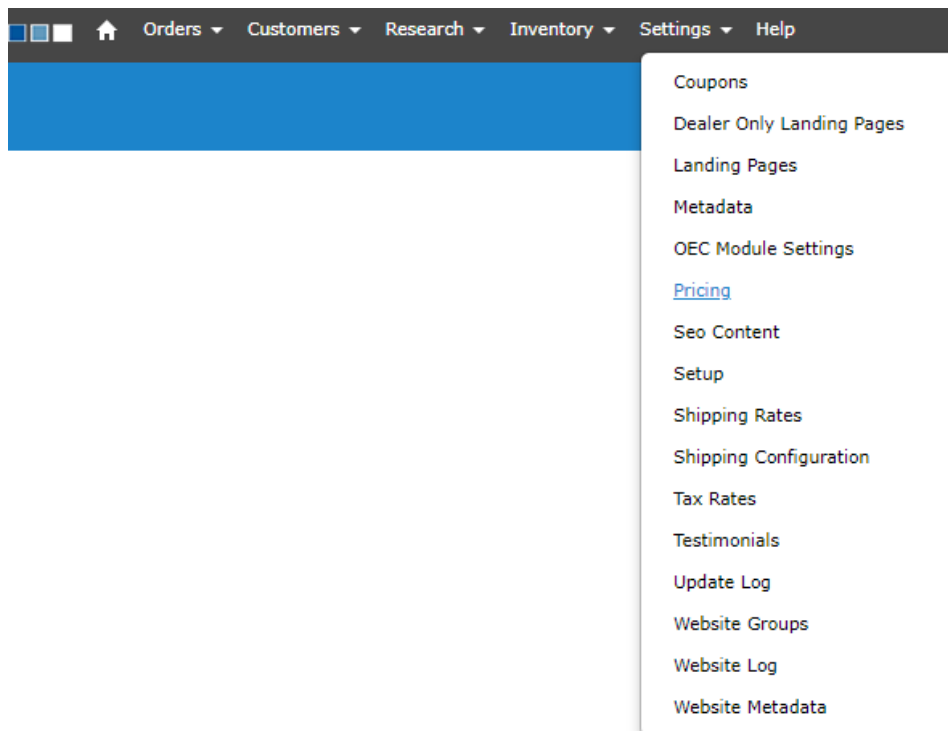 Orders Customers Research Inventory Settings Help
Coupons
Dealer Only Landing Pages
Landing Pages
Metadata
OEC Module Settings
Pricing
Seo Content
Setup
Shipping Rates
Shipping Configuration
Tax Rates
Testimonials
Update Log
Website Groups
Website Log
Website Metadata